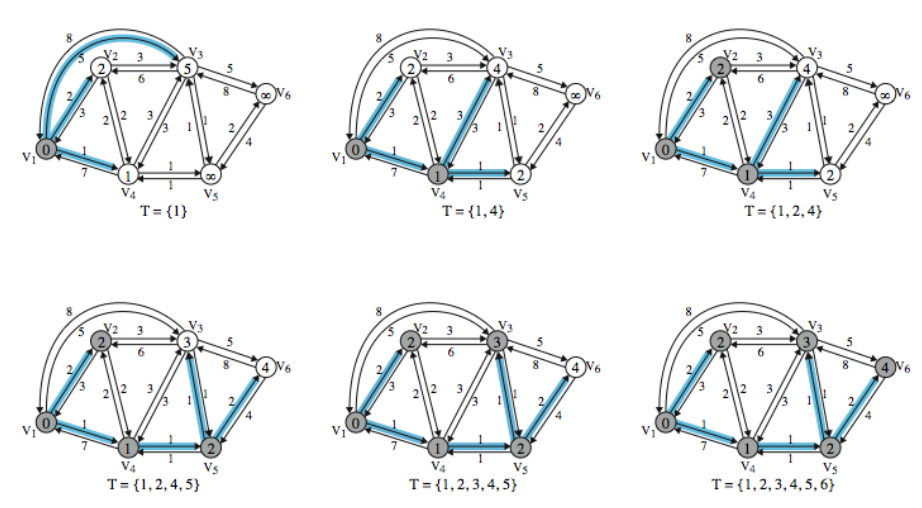 8
V2 3 V3
5 2 5 5
6 8 ∞ V6
2 3 2 2 3 3 1 1 2 4
V1 0 1 1
7 1 1 ∞
V4 V5
T = {1}
8
V2 3 V3
5 2 4 5
6 8 ∞ V6
2 3 2 2 3 3 1 1 2 4
V1 0 1 1
7 1 1 2
V4 V5
T = {1, 4}
8
V2 3 V3
5 2 4 5
6 8 ∞ V6
2 3 2 2 3 3 1 1 2 4
V1 0 1 1
7 1 1 2
V4 V5
T = {1, 2, 4}
8
V2 3 V3
5 2 3 5
6 8 4 V6
2 3 2 2 3 3 1 1 2 4
V1 0 1 1
7 1 1 2
V4 V5
T = {1, 2, 4, 5}
8
V2 3 V3
5 2 3 5
6 8 4 V6
2 3 2 2 3 3 1 1 2 4
V1 0 1 1
7 1 1 2
V4 V5
T = {1, 2, 3, 4, 5}
8
V2 3 V3
5 2 3 5
6 8 4 V6
2 3 2 2 3 3 1 1 2 4
V1 0 1 1
7 1 1 2
V4 V5
T = {1, 2, 3, 4, 5, 6}